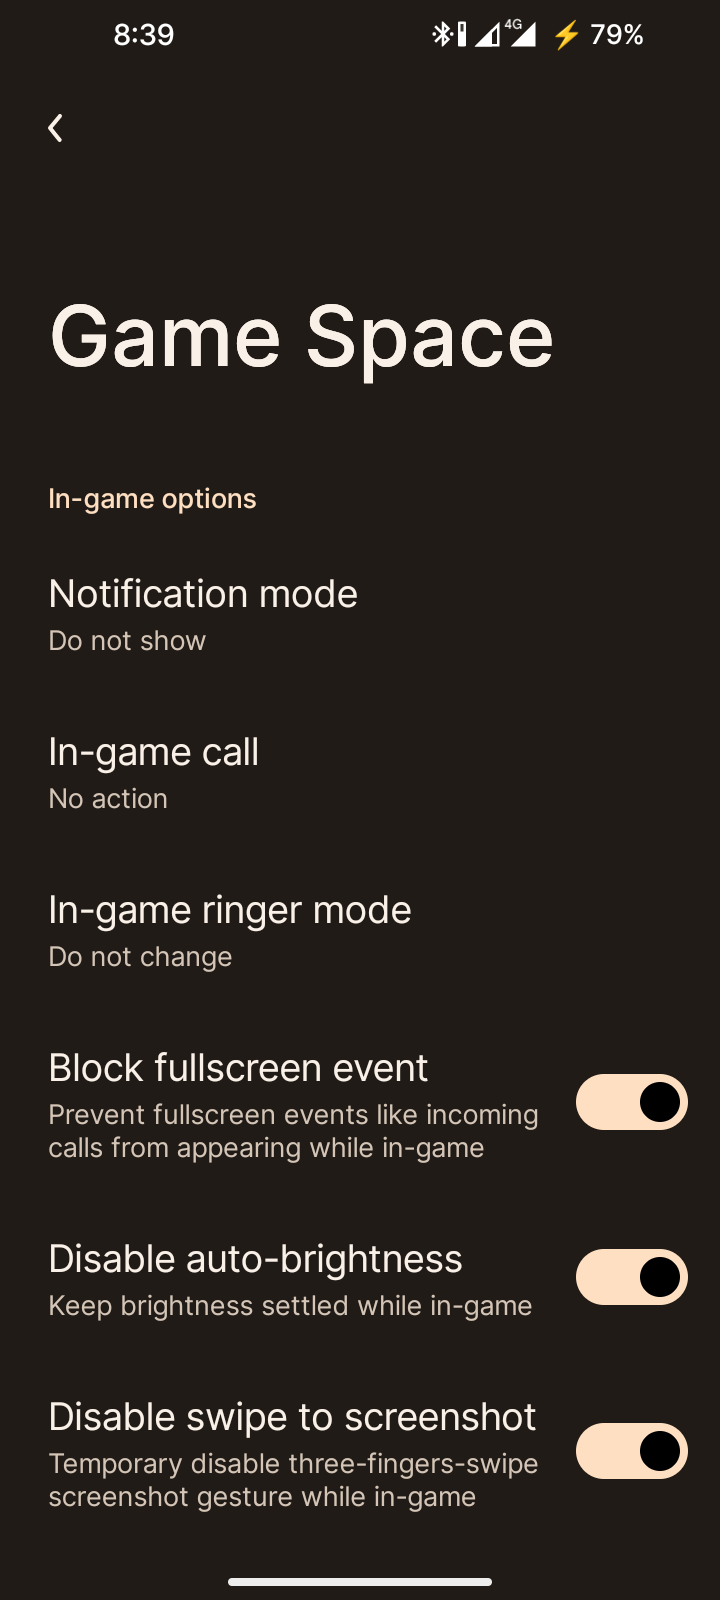 8:39
4G
79%
Game Space
In-game options
Notification mode
Do not show
In-game call
No action
In-game ringer mode
Do not change
Block fullscreen event
Prevent fullscreen events like incoming
calls from appearing while in-game
Disable auto-brightness
Keep brightness settled while in-game
Disable swipe to screenshot
Temporary disable three-fingers-swipe
screenshot gesture while in-game